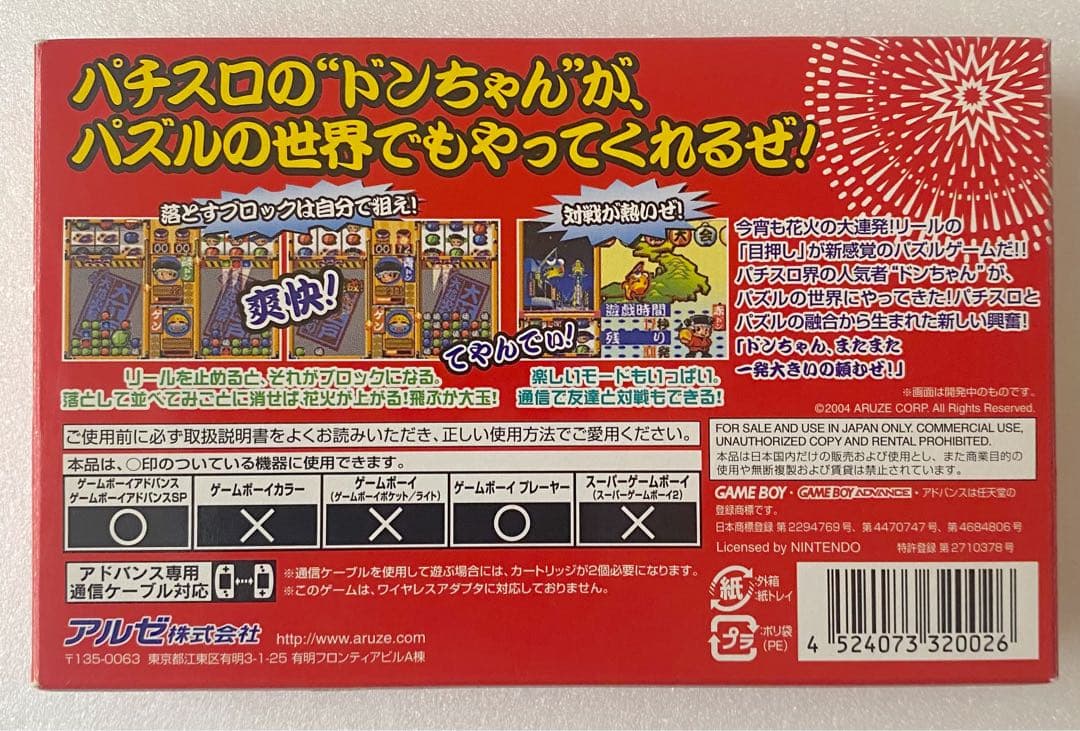 パチスロの“ドンちゃん”が、
パズルの世界でもやってくれるぜ!
落とすブロックは自分で狙え!
対戦が熱いぜ!
爽快!
てやんでぃ!
大会
遊戯時間
秒
残り
発
赤ドン
リールを止めると、それがブロックになる。
落として並べてみごとに消せば、花火が上がる!飛ぶか大玉!
楽しいモードもいっぱい。
通信で友達と対戦もできる!
今宵も花火の大連発!リールの
「目押し」が新感覚のパズルゲームだ!!
パチスロ界の人気者“ドンちゃん”が、
パズルの世界にやってきた!パチスロと
パズルの融合から生まれた新しい興奮!
「ドンちゃん、またまた
一発大きいの頼むぜ!」
※画面は開発中のものです。
©2004 ARUZE CORP. All Rights Reserved.
ご使用前に必ず取扱説明書をよくお読みいただき、正しい使用方法でご愛用ください。
本品は、○印のついている機器に使用できます。
ゲームボーイアドバンス
ゲームボーイアドバンスSP
ゲームボーイカラー
ゲームボーイ
(ゲームボーイポケット/ライト)
ゲームボーイ プレーヤー
スーパーゲームボーイ
(スーパーゲームボーイ2)
○ × × ○ ×
FOR SALE AND USE IN JAPAN ONLY. COMMERCIAL USE,
UNAUTHORIZED COPY AND RENTAL PROHIBITED.
本品は日本国内だけの販売および使用とし、また商業目的の
使用や無断複製および賃貸は禁止されています。
GAME BOY・GAME BOY ADVANCE・アドバンスは任天堂の
登録商標です。
日本商標登録 第2294769号、第4470747号、第4684806号
Licensed by NINTENDO 特許登録 第2710378号
アドバンス専用
通信ケーブル対応
※通信ケーブルを使用して遊ぶ場合には、カートリッジが2個必要になります。
※このゲームは、ワイヤレスアダプタに対応しておりません。
アルゼ株式会社 http://www.aruze.com
〒135-0063 東京都江東区有明3-1-25 有明フロンティアビルA棟
紙
:外箱
:紙トレイ
プラ
:ポリ袋
(PE)
4 524073 320026